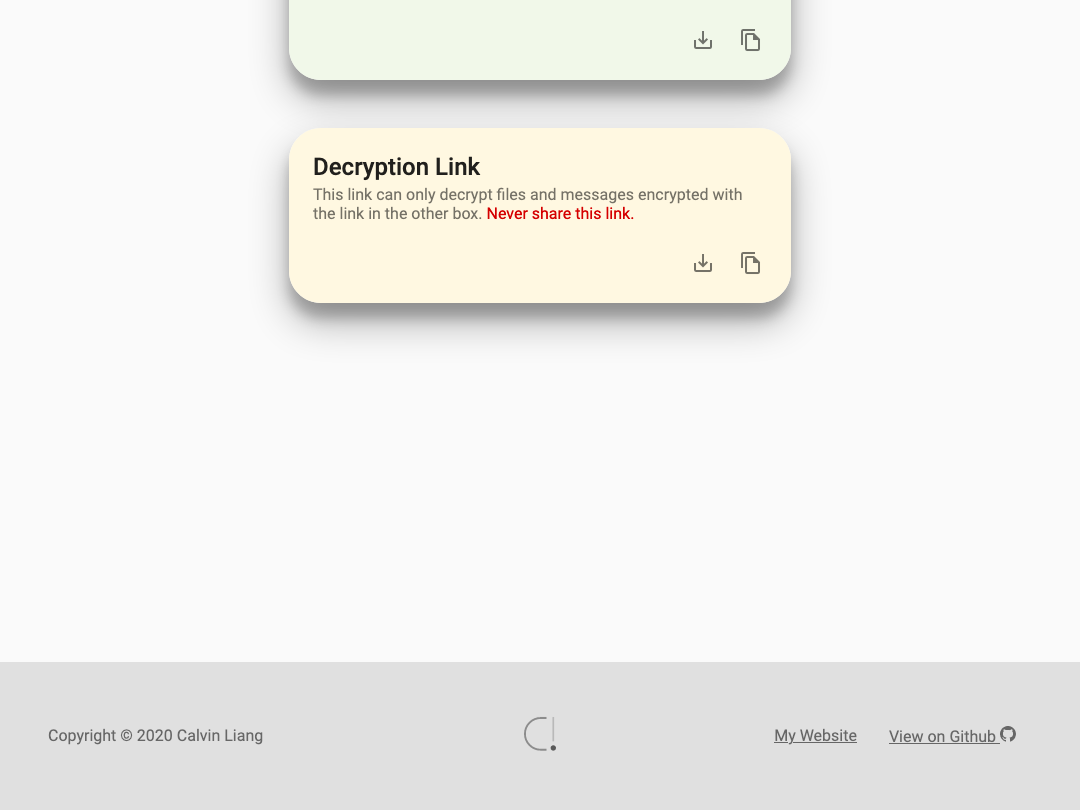 Decryption Link
This link can only decrypt files and messages encrypted with
the link in the other box. Never share this link.
Copyright © 2020 Calvin Liang
My Website
View on Github